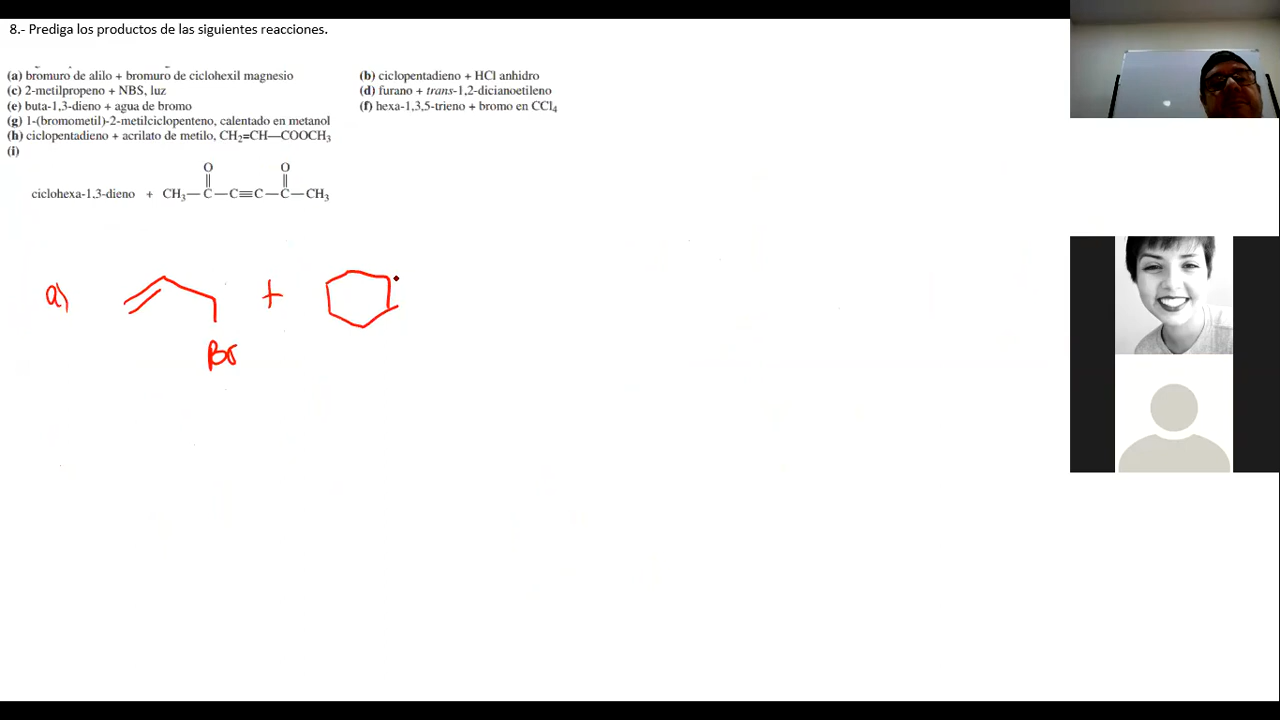 8.- Prediga los productos de las siguientes reacciones.
(a) bromuro de alilo + bromuro de ciclohexil magnesio
(b) ciclopentadieno + HCl anhidro
(c) 2-metilpropeno + NBS, luz
(d) furano + trans-1,2-dicianoetileno
(e) buta-1,3-dieno + agua de bromo
(f) hexa-1,3,5-trieno + bromo en CCl₄
(g) 1-(bromometil)-2-metilciclopenteno, calentado en metanol
(h) ciclopentadieno + acrilato de metilo, CH₂=CH—COOCH₃
(i)
O O
ciclohexa-1,3-dieno + CH₃—C—C≡C—C—CH₃
a) +
Br